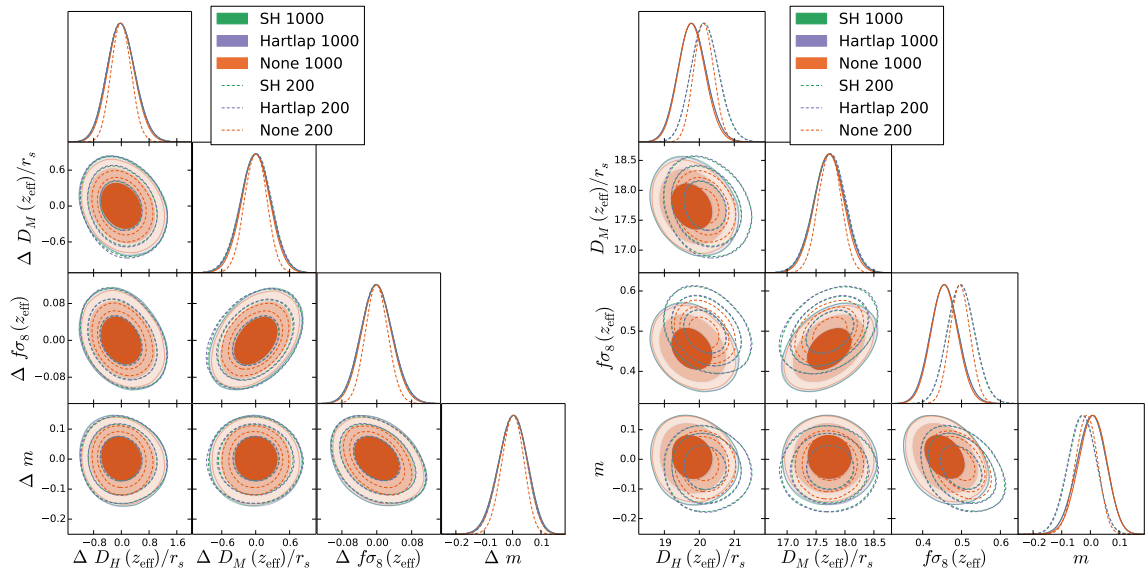 SH 1000
Hartlap 1000
None 1000
SH 200
Hartlap 200
None 200
0.6
0.0
−0.6
Δ D_M (z_eff)/r_s
0.08
0.00
−0.08
Δ fσ_8 (z_eff)
0.1
0.0
−0.1
−0.2
Δ m
−0.8 0.0 0.8 1.6
Δ D_H (z_eff)/r_s
−0.6 0.0 0.6
Δ D_M (z_eff)/r_s
−0.08 0.00 0.08
Δ fσ_8 (z_eff)
−0.2 −0.1 0.0 0.1
Δ m
SH 1000
Hartlap 1000
None 1000
SH 200
Hartlap 200
None 200
18.5
18.0
17.5
17.0
D_M (z_eff)/r_s
0.6
0.5
0.4
fσ_8 (z_eff)
0.1
0.0
−0.1
−0.2
m
19 20 21
D_H (z_eff)/r_s
17.0 17.5 18.0 18.5
D_M (z_eff)/r_s
0.4 0.5 0.6
fσ_8 (z_eff)
−0.2 −0.1 0.0 0.1
m